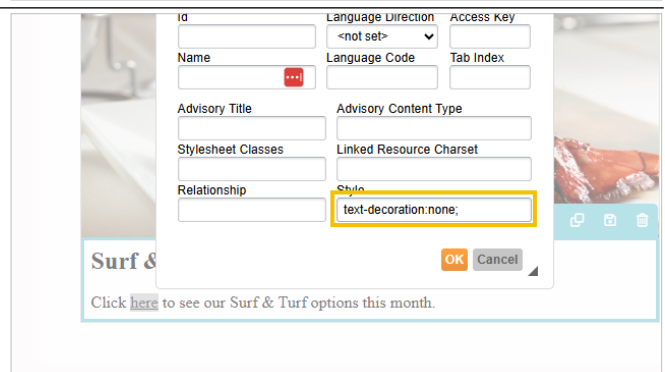 Id Language Direction Access Key
<not set>
Name Language Code Tab Index
Advisory Title Advisory Content Type
Stylesheet Classes Linked Resource Charset
Relationship Style
text-decoration:none;
OK Cancel
Surf &
Click here to see our Surf & Turf options this month.